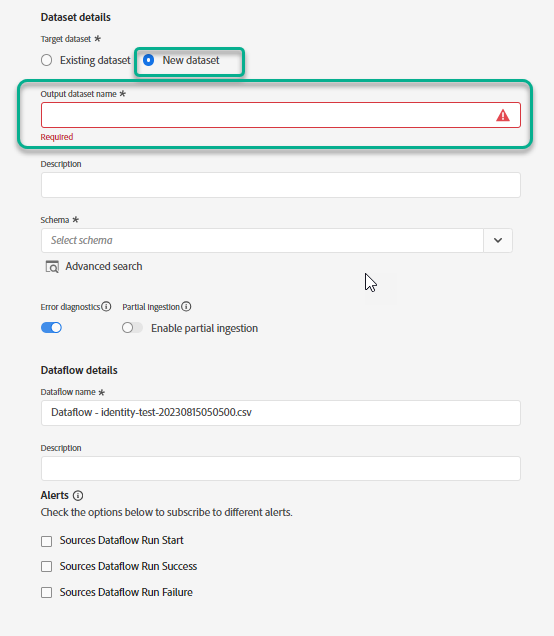 Dataset details
Target dataset *
Existing dataset New dataset
Output dataset name *
Required
Description
Schema *
Select schema
Advanced search
Error diagnostics Partial Ingestion
Enable partial ingestion
Dataflow details
Dataflow name *
Dataflow - identity-test-20230815050500.csv
Description
Alerts
Check the options below to subscribe to different alerts.
Sources Dataflow Run Start
Sources Dataflow Run Success
Sources Dataflow Run Failure